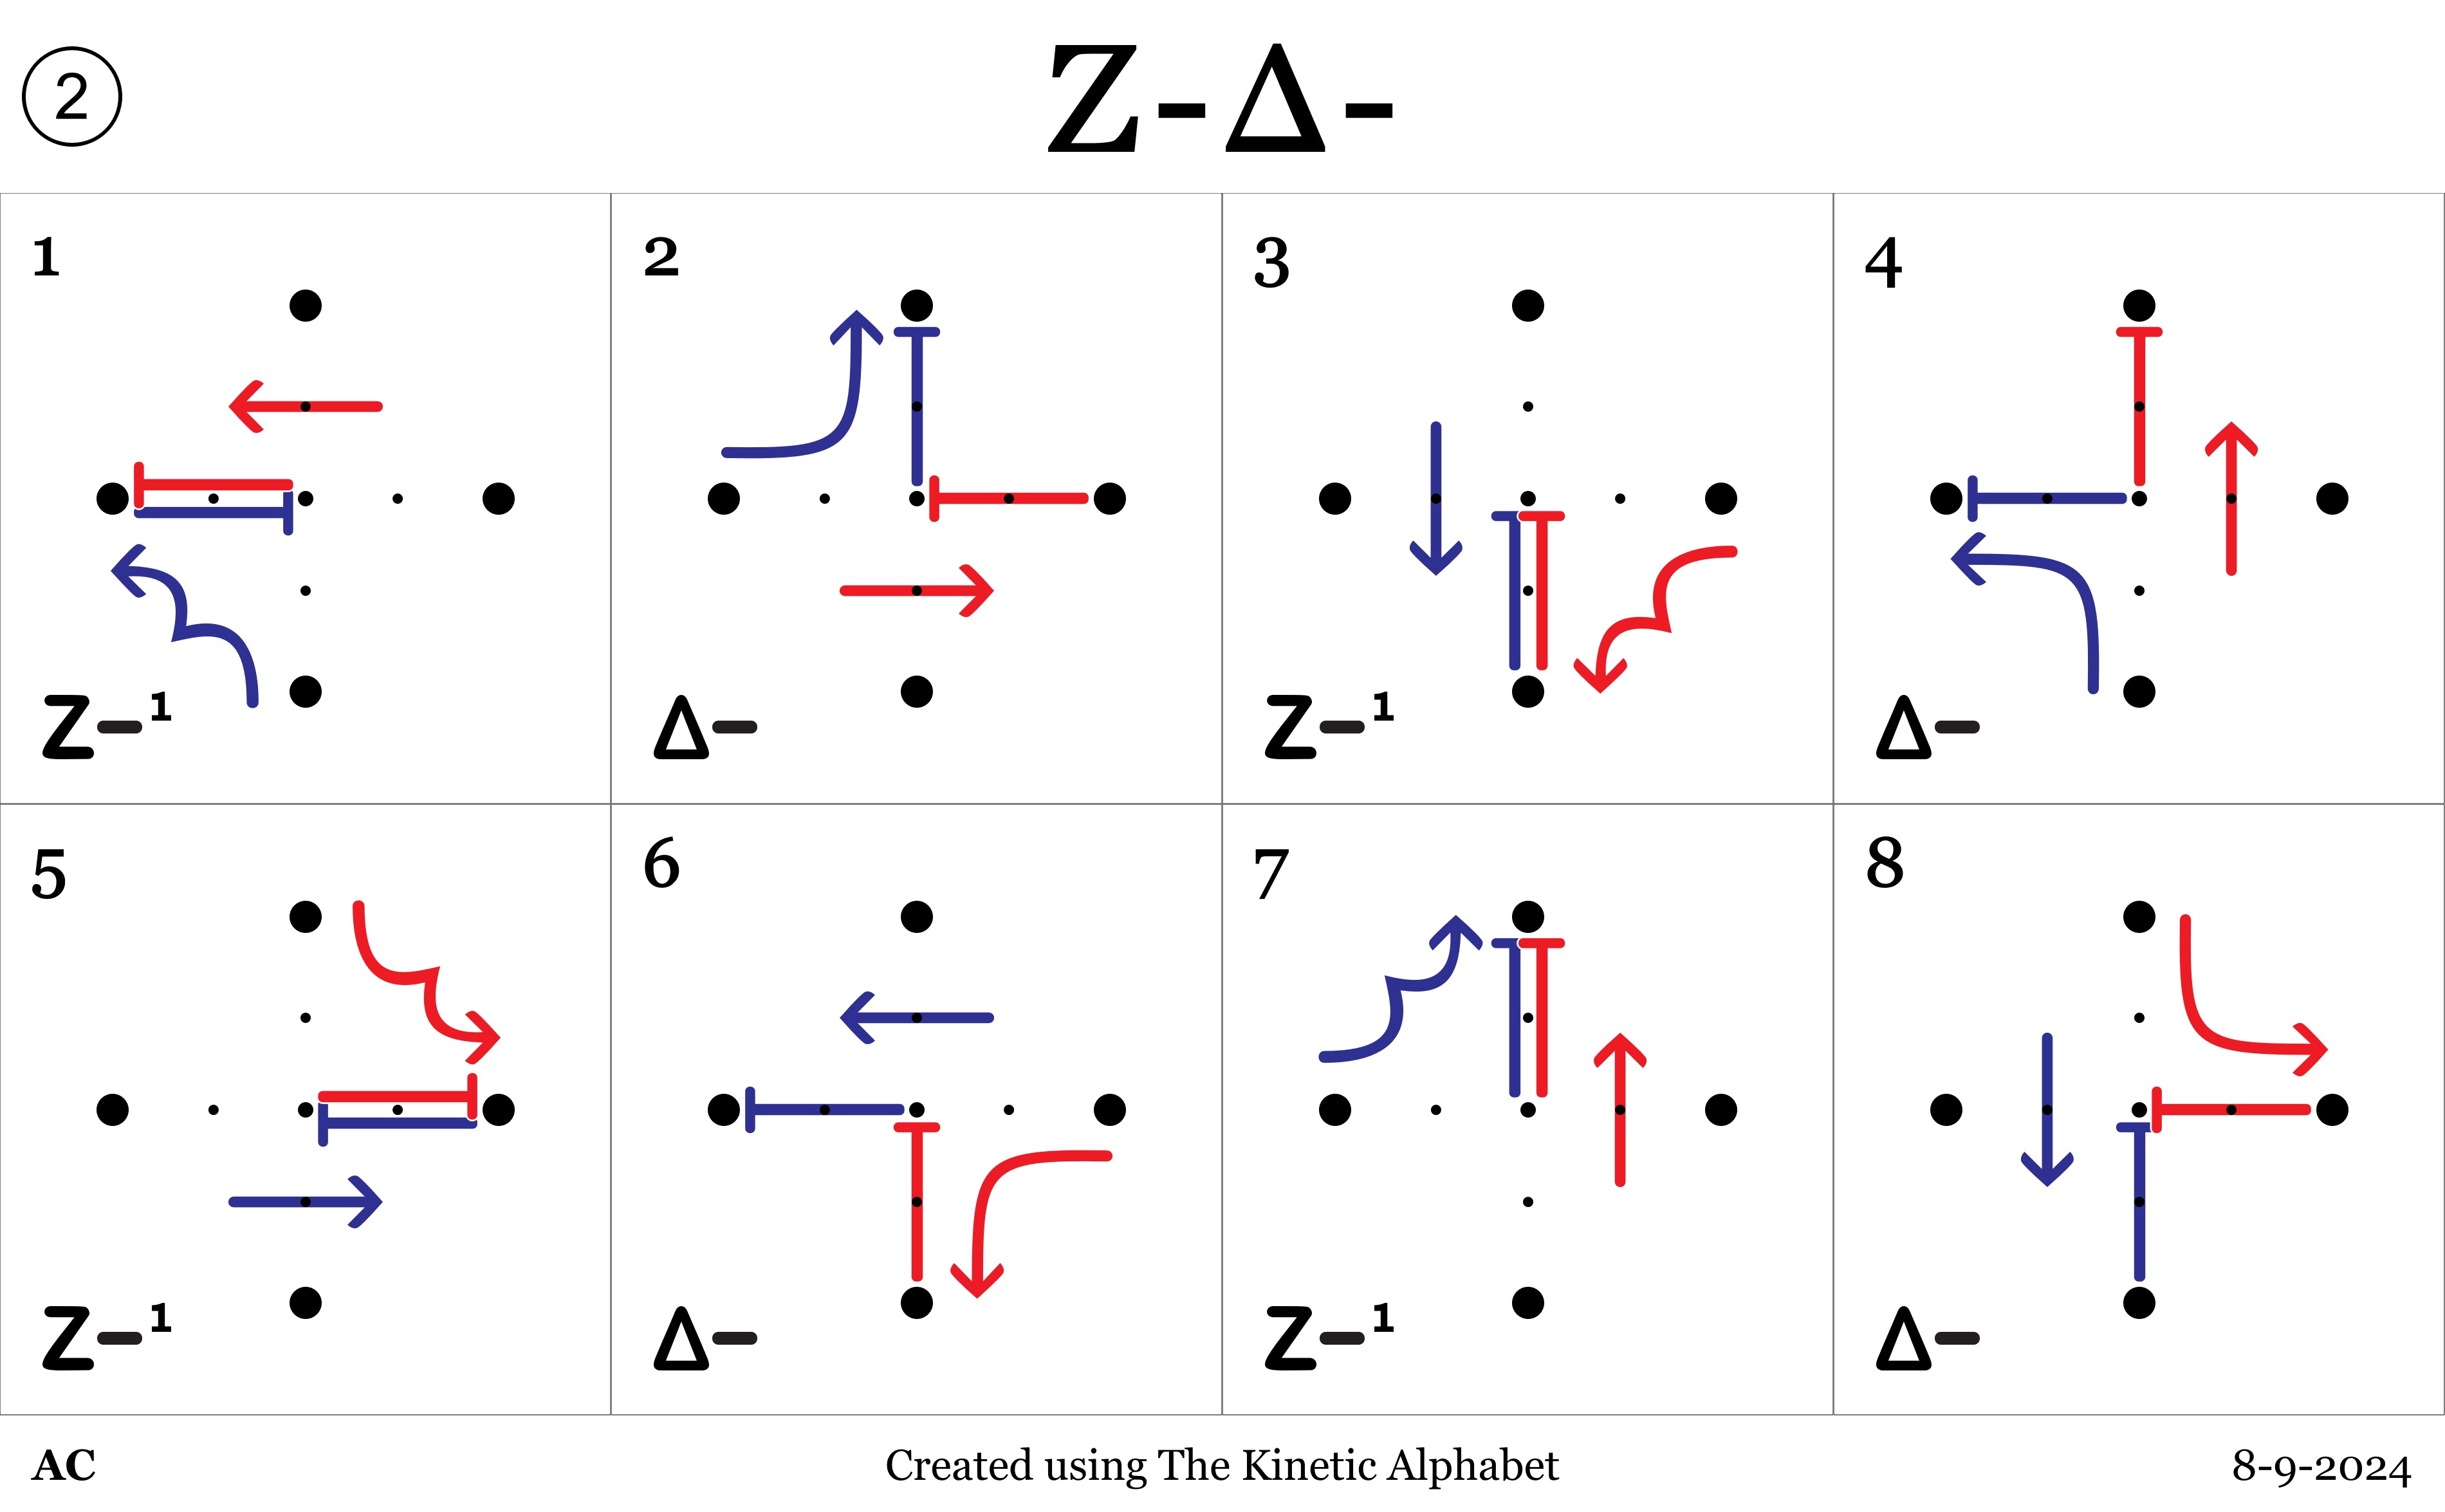 ② Z-Δ-
1 2 3 4
Z-¹ Δ- Z-¹ Δ-
5 6 7 8
Z-¹ Δ- Z-¹ Δ-
AC Created using The Kinetic Alphabet 8-9-2024